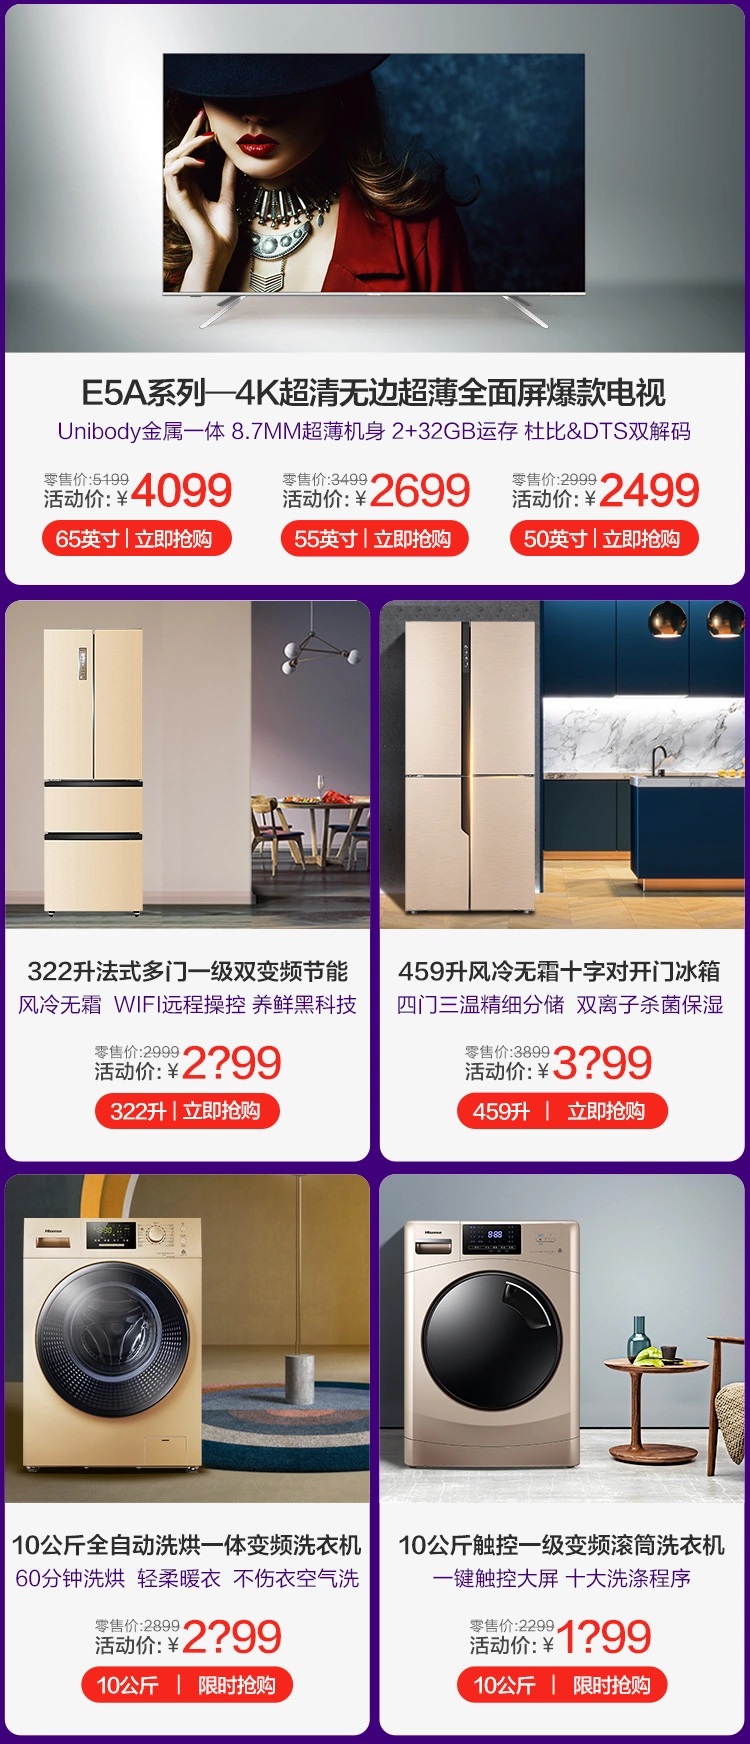 E5A系列—4K超清无边超薄全面屏爆款电视
Unibody金属一体 8.7MM超薄机身 2+32GB运存 杜比&DTS双解码
零售价:5199
活动价:¥4099
65英寸|立即抢购
零售价:3499
活动价:¥2699
55英寸|立即抢购
零售价:2999
活动价:¥2499
50英寸|立即抢购
322升法式多门一级双变频节能
风冷无霜 WIFI远程操控 养鲜黑科技
零售价:2999
活动价:¥2?99
322升|立即抢购
459升风冷无霜十字对开门冰箱
四门三温精细分储 双离子杀菌保湿
零售价:3899
活动价:¥3?99
459升 | 立即抢购
Hisense
10公斤全自动洗烘一体变频洗衣机
60分钟洗烘 轻柔暖衣 不伤衣空气洗
零售价:2899
活动价:¥2?99
10公斤 | 限时抢购
Hisense
8:88
10公斤触控一级变频滚筒洗衣机
一键触控大屏 十大洗涤程序
零售价:2299
活动价:¥1?99
10公斤 | 限时抢购